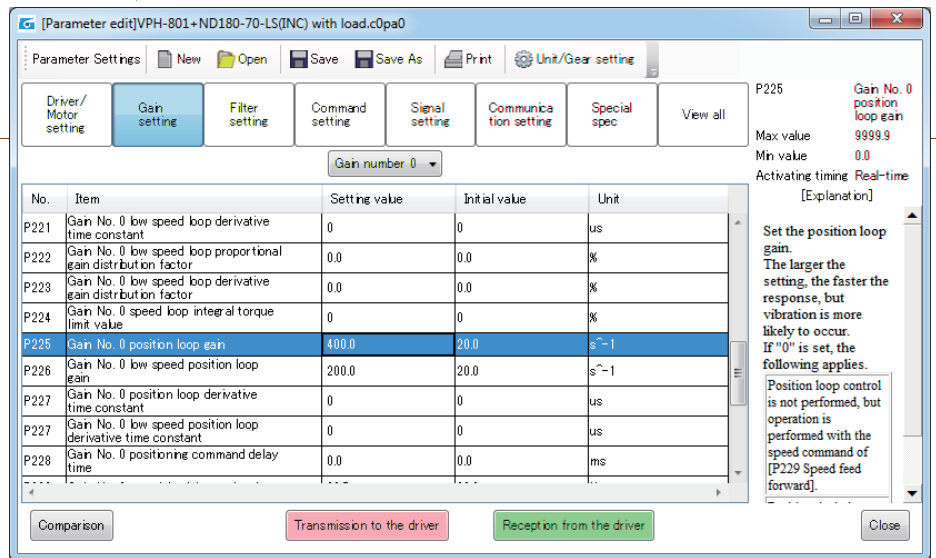 [Parameter edit]VPH-801+ND180-70-LS(INC) with load.c0pa0
Parameter Settings New Open Save Save As Print Unit/Gear setting
Driver/
Motor
setting
Gain
setting
Filter
setting
Command
setting
Signal
setting
Communica
tion setting
Special
spec
View all
Gain number 0
No. Item Setting value Initial value Unit
P221 Gain No. 0 low speed loop derivative
time constant 0 0 us
P222 Gain No. 0 low speed loop proportional
gain distribution factor 0.0 0.0 %
P223 Gain No. 0 low speed loop derivative
gain distribution factor 0.0 0.0 %
P224 Gain No. 0 speed loop integral torque
limit value 0 0 %
P225 Gain No. 0 position loop gain 400.0 20.0 s^-1
P226 Gain No. 0 low speed position loop
gain 200.0 20.0 s^-1
P227 Gain No. 0 position loop derivative
time constant 0 0 us
P227 Gain No. 0 low speed position loop
derivative time constant 0 0 us
P228 Gain No. 0 positioning command delay
time 0.0 0.0 ms
P225 Gain No. 0
position
loop gain
Max value 9999.9
Min value 0.0
Activating timing Real-time
[Explanation]
Set the position loop
gain.
The larger the
setting, the faster the
response, but
vibration is more
likely to occur.
If "0" is set, the
following applies.
Position loop control
is not performed, but
operation is
performed with the
speed command of
[P229 Speed feed
forward].
Comparison Transmission to the driver Reception from the driver Close